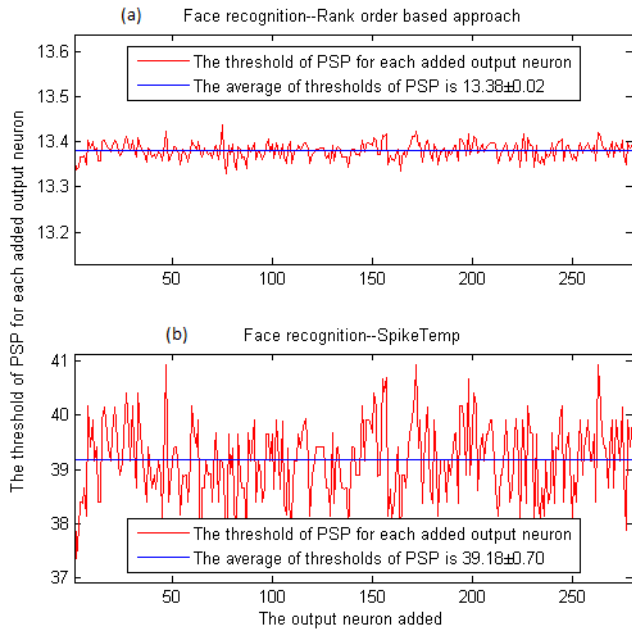 (a) Face recognition--Rank order based approach
13.6
13.5
13.4
13.3
13.2
The threshold of PSP for each added output neuron
The average of thresholds of PSP is 13.38±0.02
50 100 150 200 250
The threshold of PSP for each added output neuron
(b) Face recognition--SpikeTemp
41
40
39
38
37
The threshold of PSP for each added output neuron
The average of thresholds of PSP is 39.18±0.70
50 100 150 200 250
The output neuron added